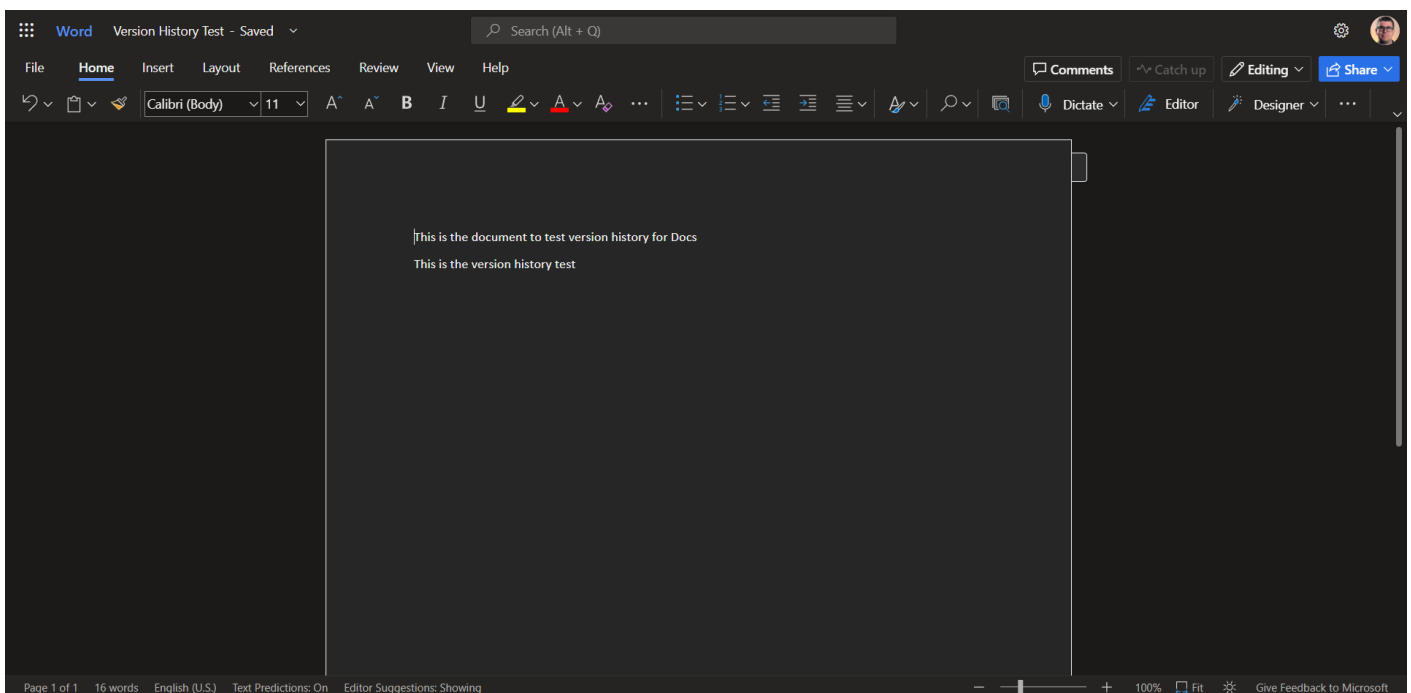 Word Version History Test - Saved Search (Alt + Q)
File Home Insert Layout References Review View Help Comments Catch up Editing Share
Calibri (Body) 11 A A B I U A A Dictate Editor Designer
This is the document to test version history for Docs
This is the version history test
Page 1 of 1 16 words English (U.S.) Text Predictions: On Editor Suggestions: Showing 100% Fit Give Feedback to Microsoft